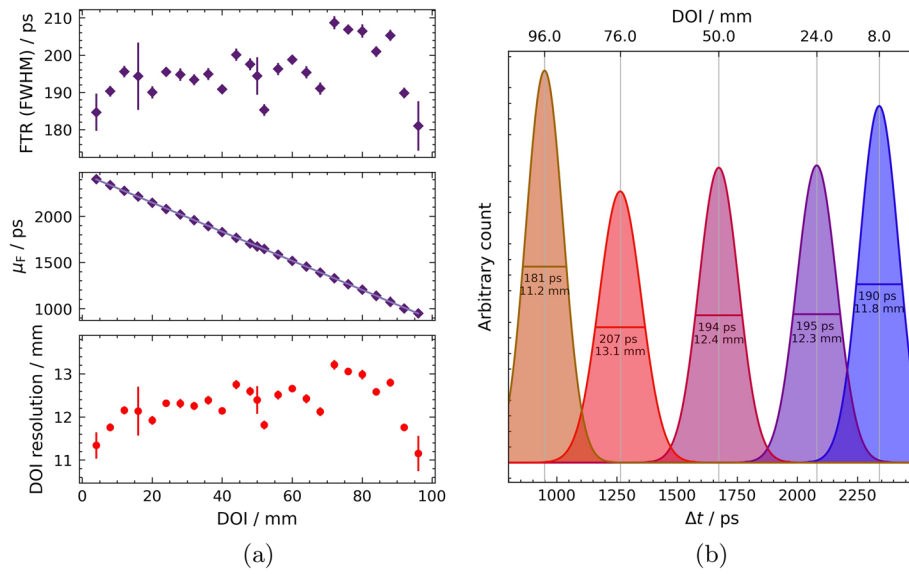 FTR (FWHM) / ps
210
200
190
180
μF / ps
2000
1500
1000
DOI resolution / mm
13
12
11
0 20 40 60 80 100
DOI / mm
(a)
DOI / mm
96.0 76.0 50.0 24.0 8.0
Arbitrary count
181 ps
11.2 mm
207 ps
13.1 mm
194 ps
12.4 mm
195 ps
12.3 mm
190 ps
11.8 mm
1000 1250 1500 1750 2000 2250
Δt / ps
(b)